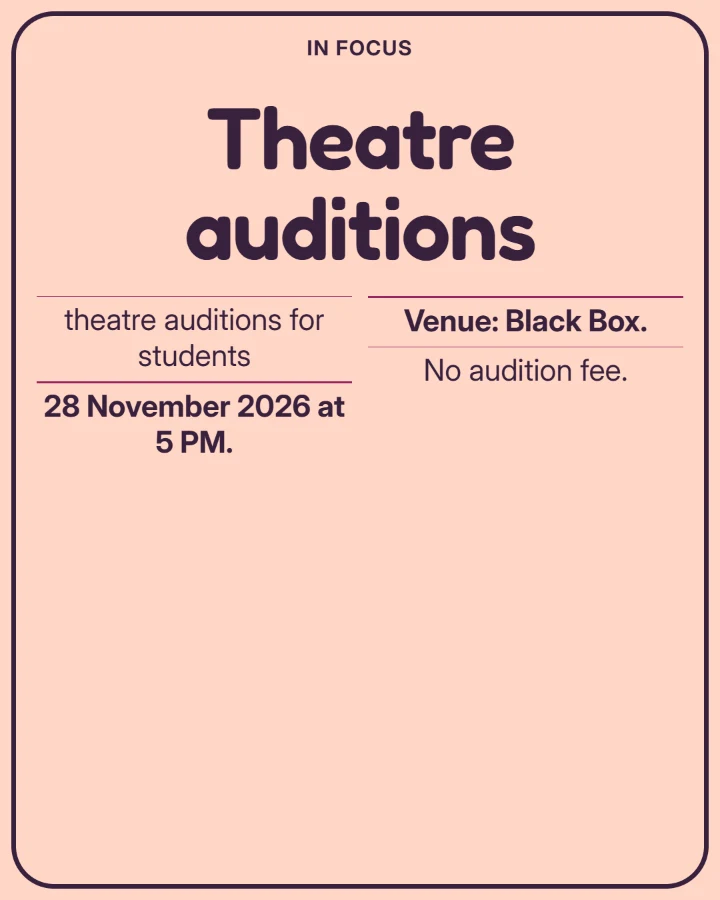 IN FOCUS
Theatre
auditions
theatre auditions for
students
28 November 2026 at
5 PM.
Venue: Black Box.
No audition fee.